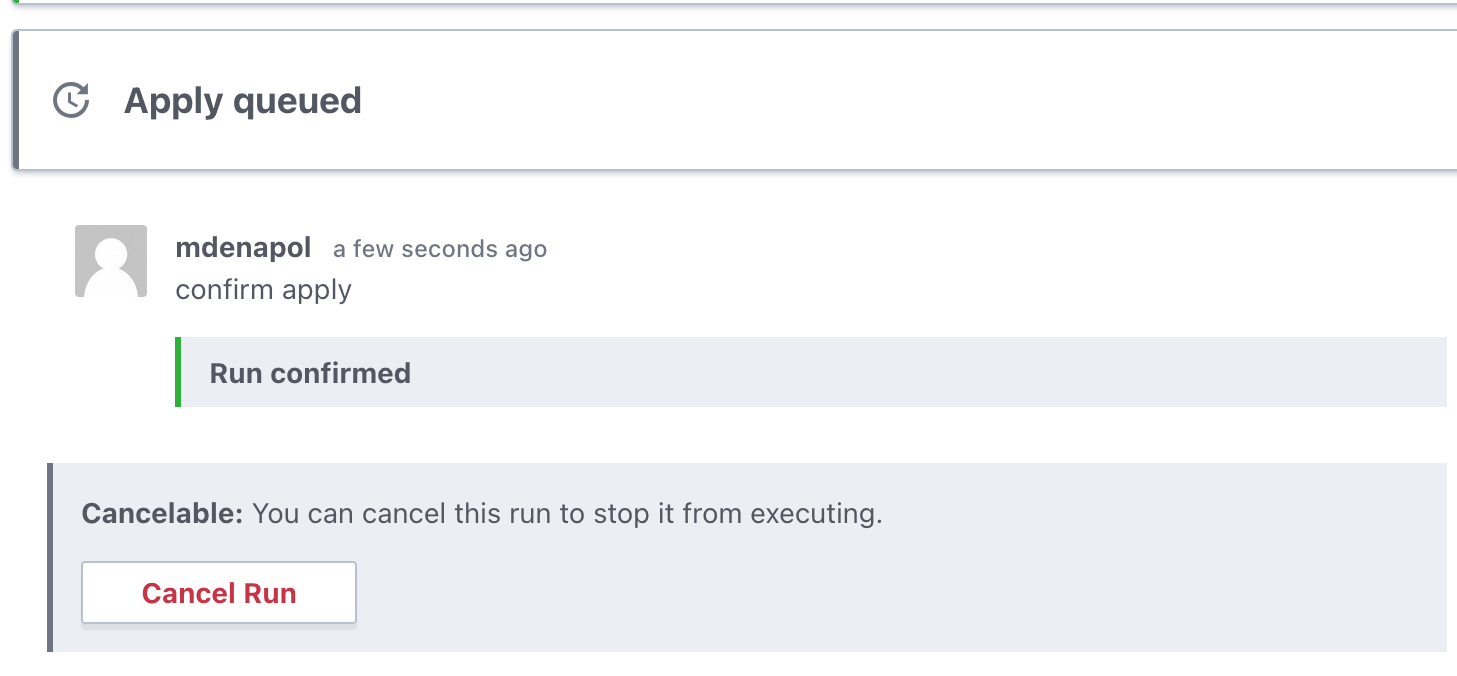 Apply queued
mdenapol a few seconds ago
confirm apply
Run confirmed
Cancelable: You can cancel this run to stop it from executing.
Cancel Run